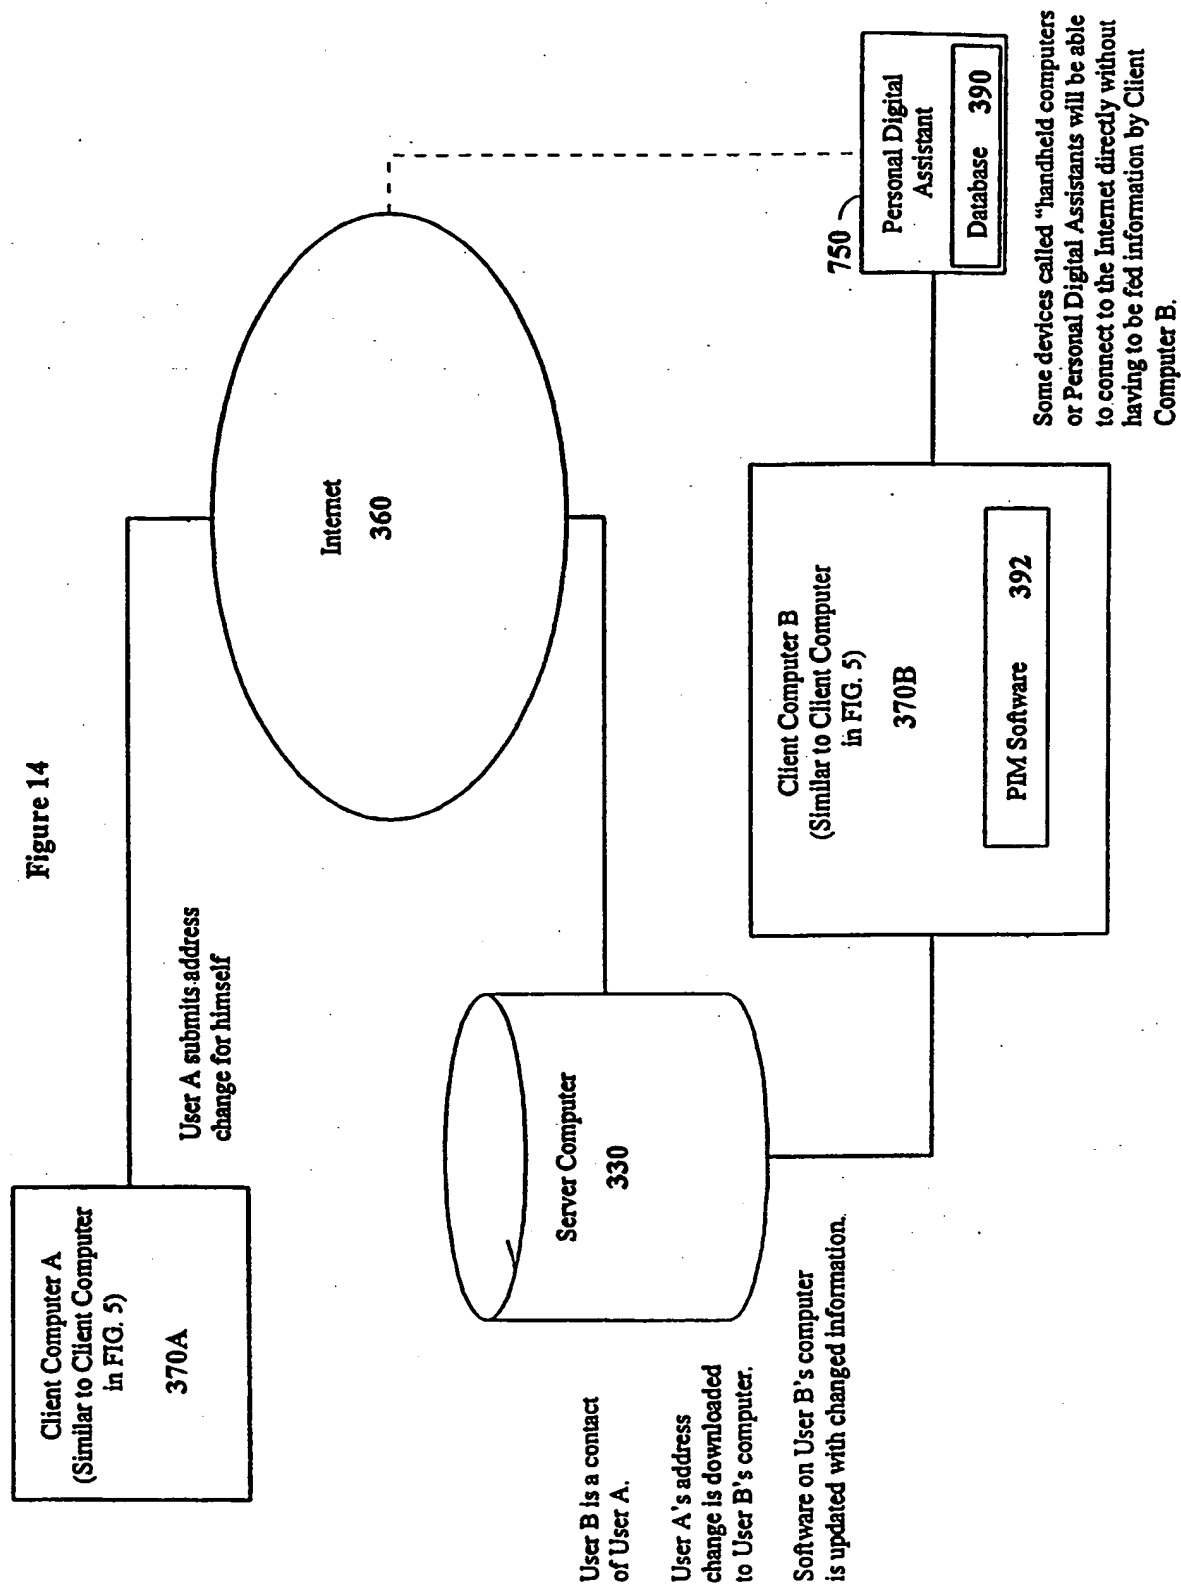 Figure 14
Client Computer A
(Similar to Client Computer
in FIG. 5)
370A
User A submits address
change for himself
Internet
360
Server Computer
330
User B is a contact
of User A.
User A's address
change is downloaded
to User B's computer.
Software on User B's computer
is updated with changed information.
Client Computer B
(Similar to Client Computer
in FIG. 5)
370B
PIM Software 392
750
Personal Digital
Assistant
Database 390
Some devices called "handheld computers
or Personal Digital Assistants will be able
to connect to the Internet directly without
having to be fed information by Client
Computer B.